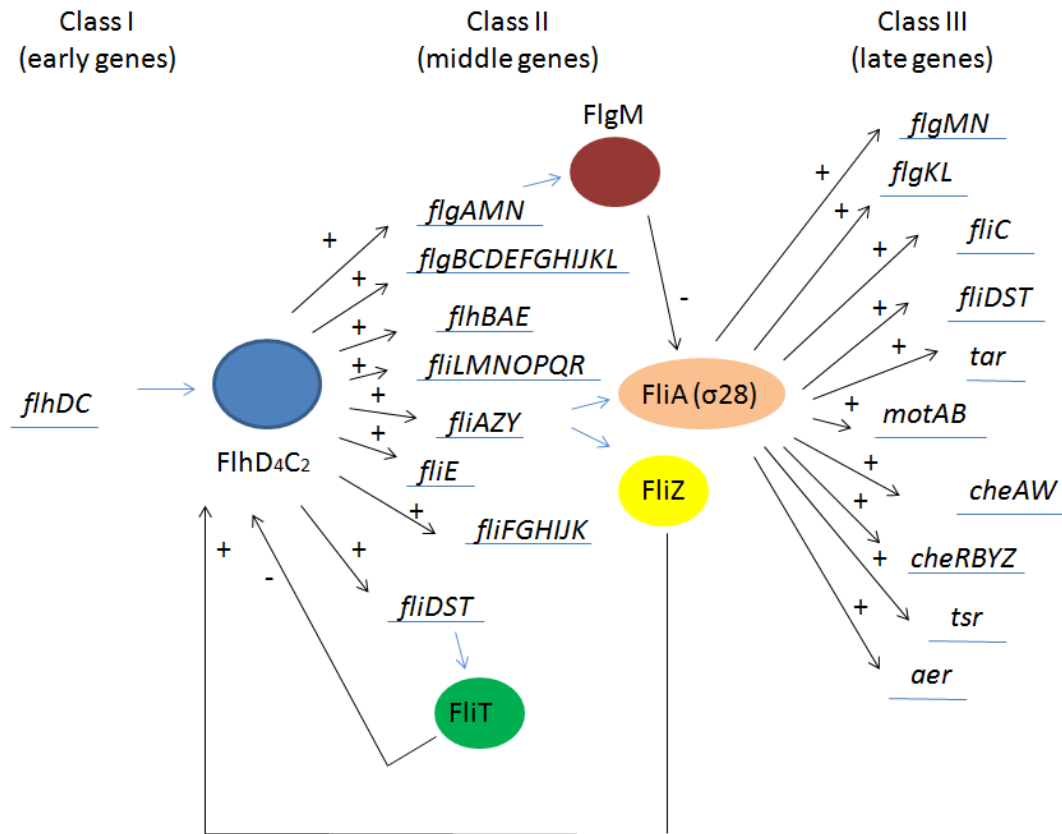 Class I
(early genes)
Class II
(middle genes)
Class III
(late genes)
FlgM
flgMN
+
flgKL
+
flgAMN
+
fliC
+
flgBCDEFGHIJKL
+
-
fliDST
+
flhBAE
+
tar
+
fliLMNOPQR
+
flhDC
FliA (σ28)
motAB
+
fliAZY
+
FlhD₄C₂
fliE
+
FliZ
cheAW
+
fliFGHIJK
+
cheRBYZ
+
+
-
+
tsr
+
fliDST
aer
+
FliT